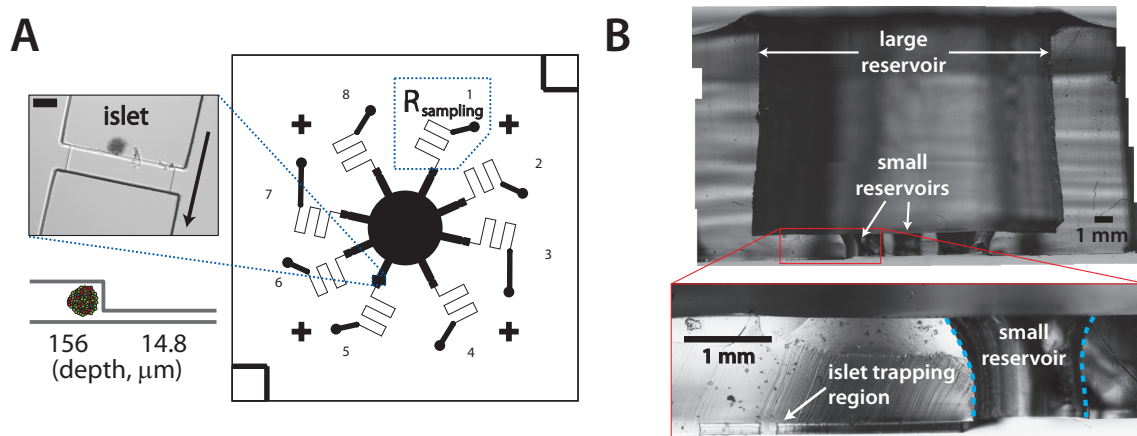 A
islet
156 14.8
(depth, μm)
R sampling
1
2
3
4
5
6
7
8
B
large
reservoir
small
reservoirs
1 mm
1 mm
small
reservoir
islet trapping
region